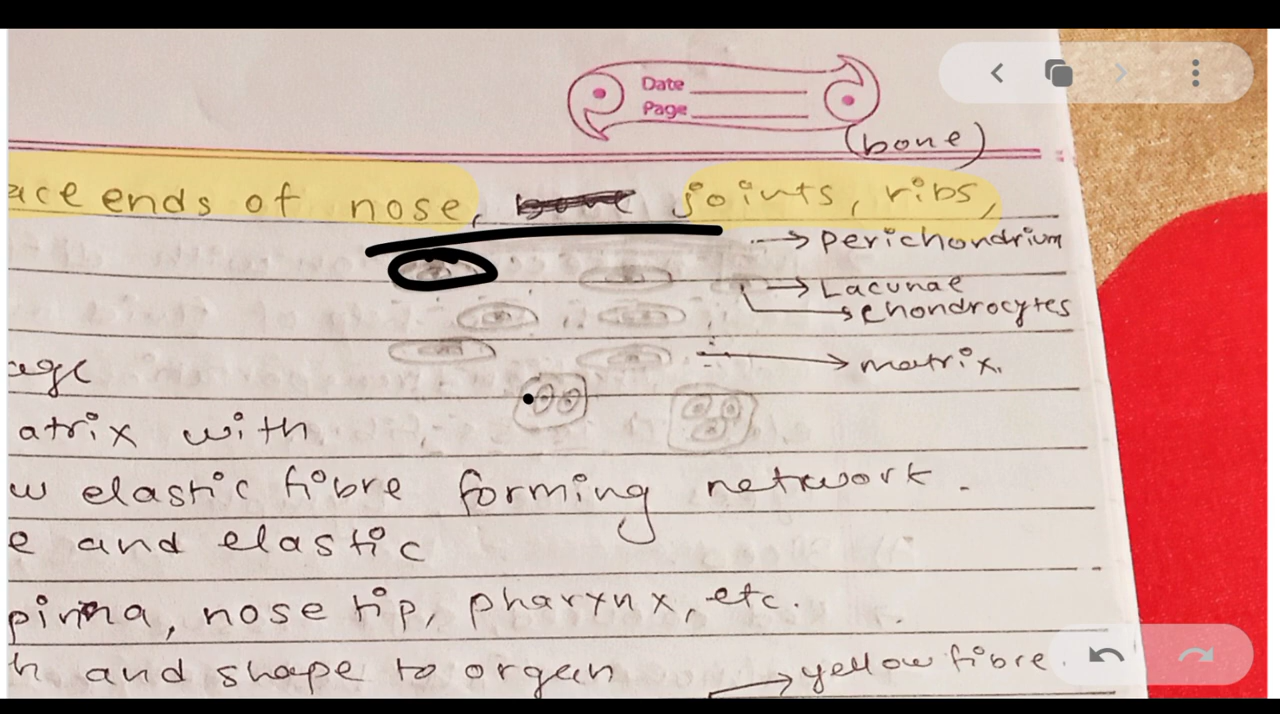 Date
Page
(bone)
ace ends of nose, joints, ribs,
→ perichondrium
→ Lacunae
→ chondrocytes
→ matrix.
age
atrix with
w elastic fibre forming network.
e and elastic
pinna, nose tip, pharynx, etc.
h and shape to organ
→ yellow fibre.